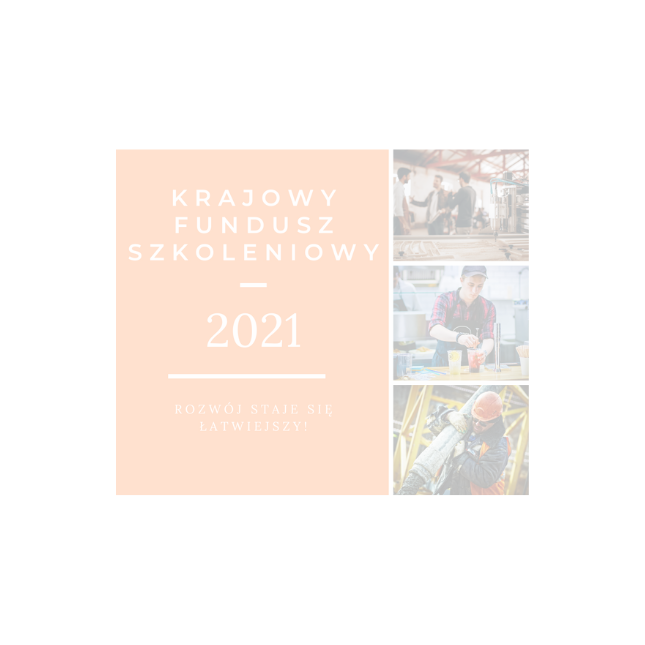 KRAJOWY
FUNDUSZ
SZKOLENIOWY
2021
ROZWÓJ STAJE SIĘ
ŁATWIEJSZY!